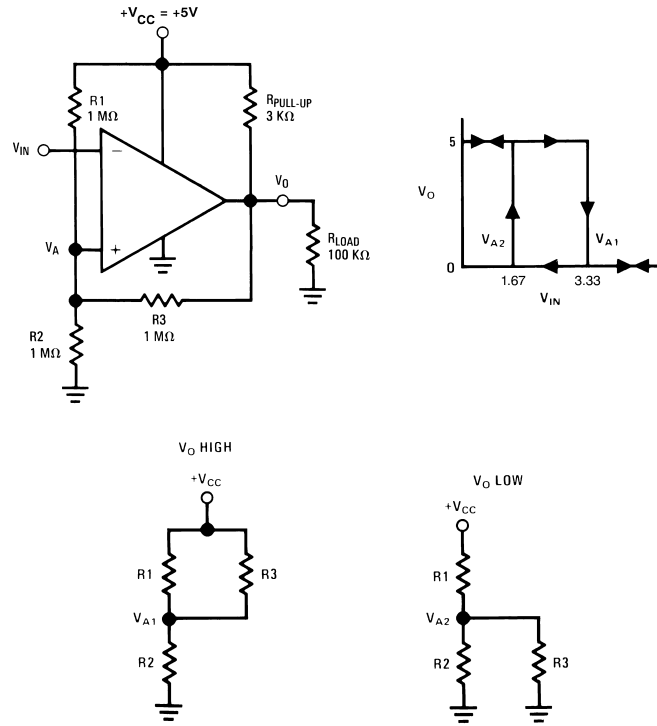 +VCC = +5V
R1
1 MΩ
RPULL-UP
3 KΩ
VIN
−
VO
VA
+
RLOAD
100 KΩ
R3
1 MΩ
R2
1 MΩ
5
VO
VA2
VA1
0
1.67
3.33
VIN
VO HIGH
+VCC
R1
R3
VA1
R2
VO LOW
+VCC
R1
VA2
R2
R3